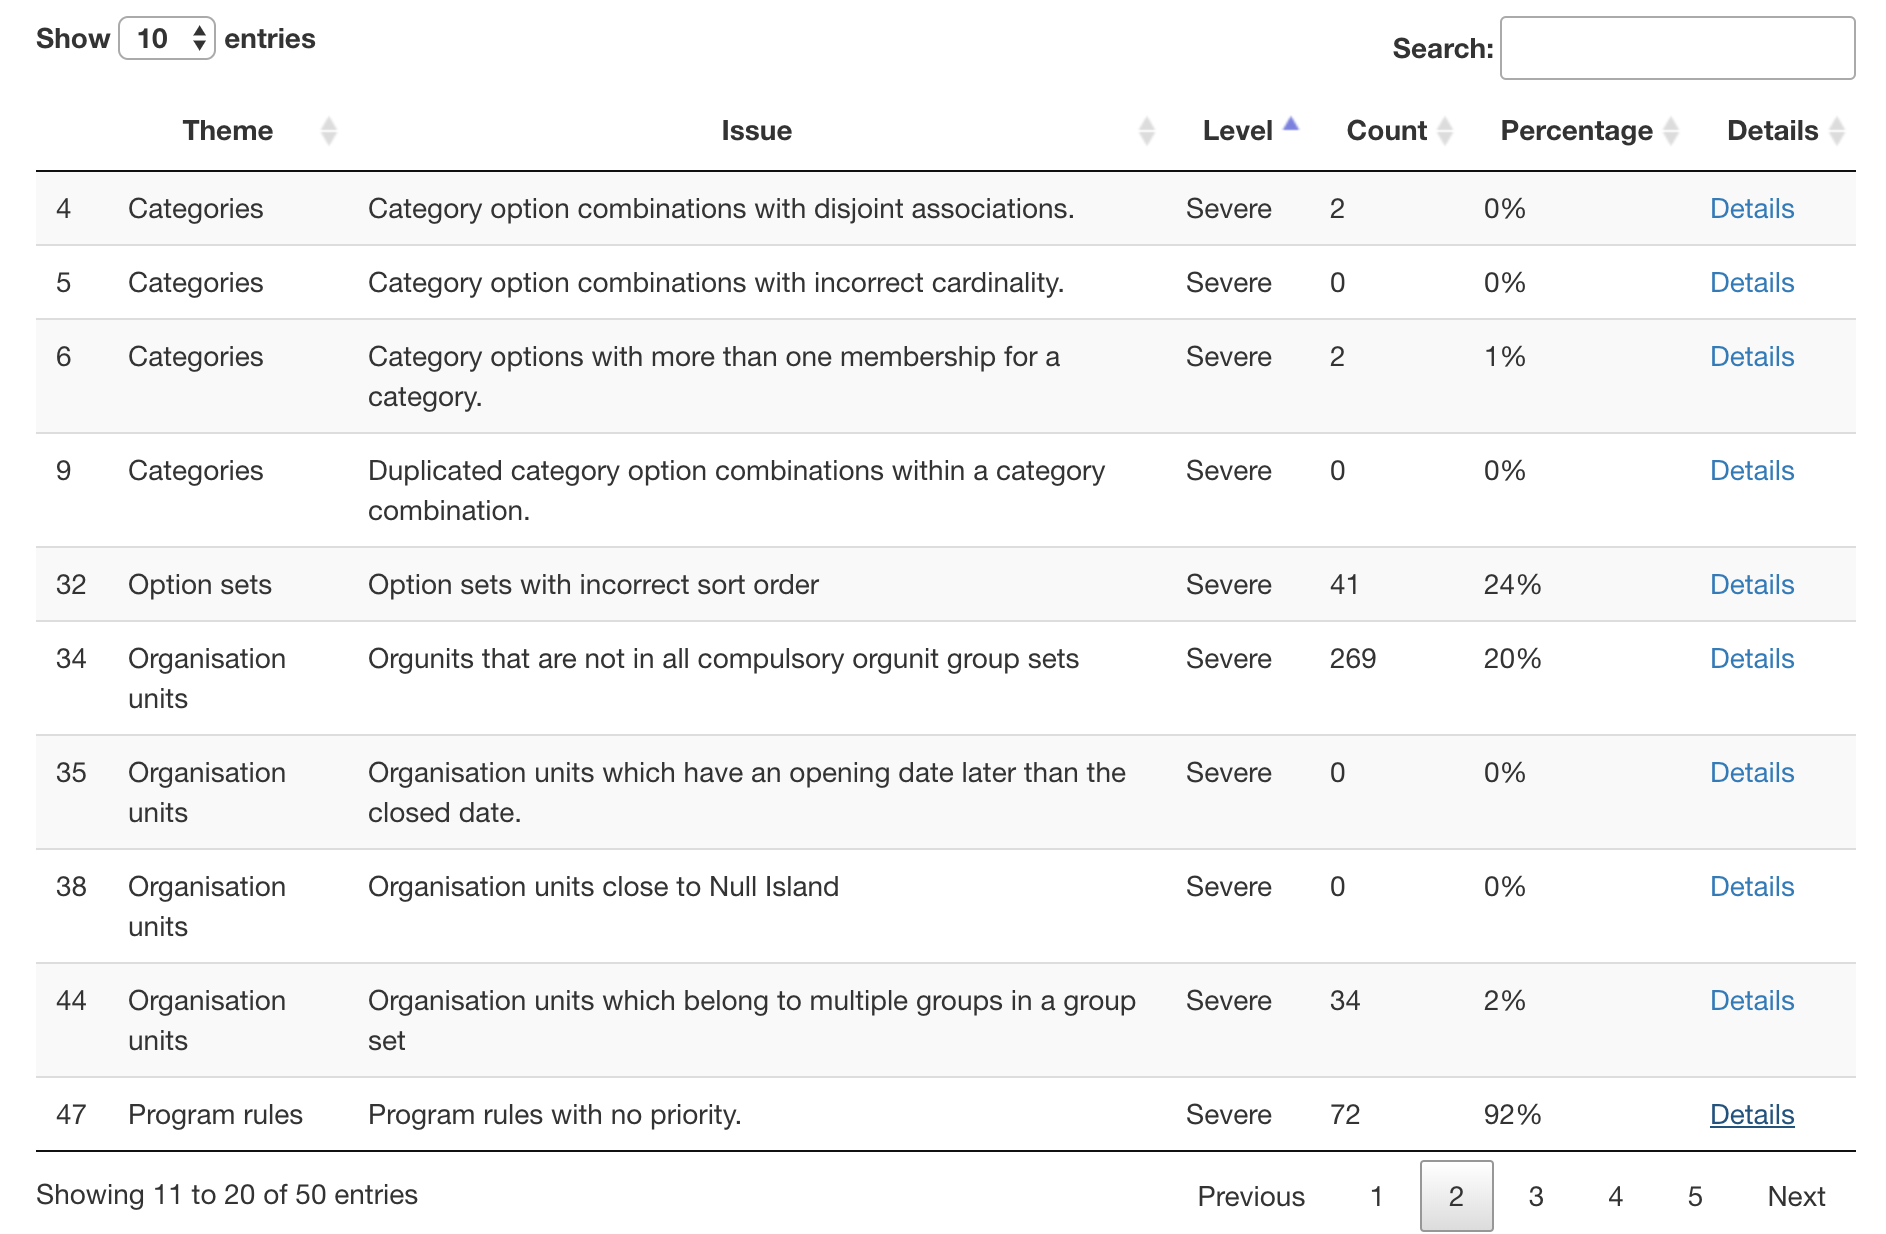 Show 10 entries
Search:
Theme Issue Level Count Percentage Details
4 Categories Category option combinations with disjoint associations. Severe 2 0% Details
5 Categories Category option combinations with incorrect cardinality. Severe 0 0% Details
6 Categories Category options with more than one membership for a Severe 2 1% Details
category.
9 Categories Duplicated category option combinations within a category Severe 0 0% Details
combination.
32 Option sets Option sets with incorrect sort order Severe 41 24% Details
34 Organisation Orgunits that are not in all compulsory orgunit group sets Severe 269 20% Details
units
35 Organisation Organisation units which have an opening date later than the Severe 0 0% Details
units closed date.
38 Organisation Organisation units close to Null Island Severe 0 0% Details
units
44 Organisation Organisation units which belong to multiple groups in a group Severe 34 2% Details
units set
47 Program rules Program rules with no priority. Severe 72 92% Details
Showing 11 to 20 of 50 entries
Previous 1 2 3 4 5 Next